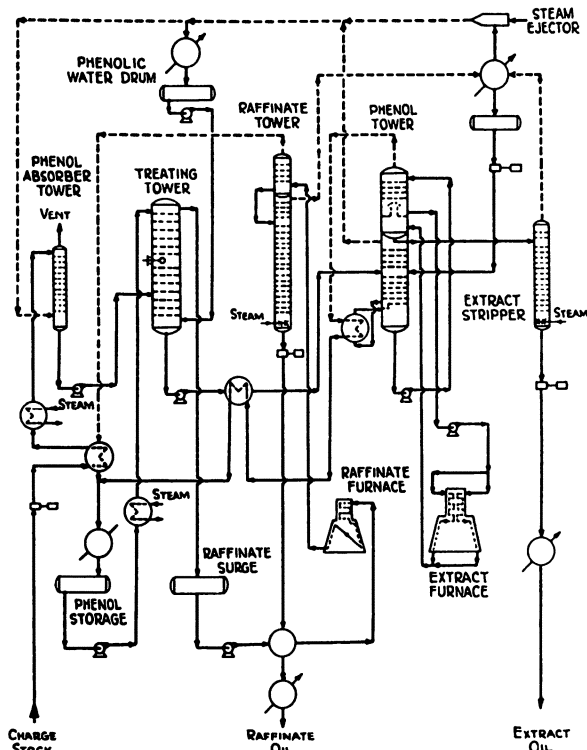 STEAM
EJECTOR
PHENOLIC
WATER DRUM
RAFFINATE
TOWER
PHENOL
TOWER
PHENOL
ABSORBER
TOWER
TREATING
TOWER
VENT
STEAM
EXTRACT
STRIPPER
STEAM
STEAM
STEAM
RAFFINATE
FURNACE
RAFFINATE
SURGE
EXTRACT
FURNACE
PHENOL
STORAGE
CHARGE
STOCK
RAFFINATE
OIL
EXTRACT
OIL